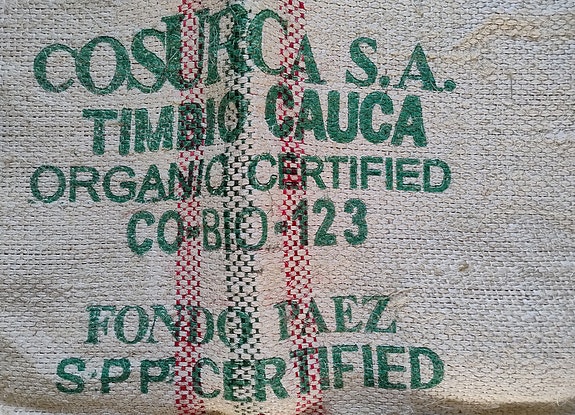 COSURCA S.A.
TIMBIO CAUCA
ORGANIC CERTIFIED
CO-BIO-123
FONDO PAEZ
S.P.P. CERTIFIED